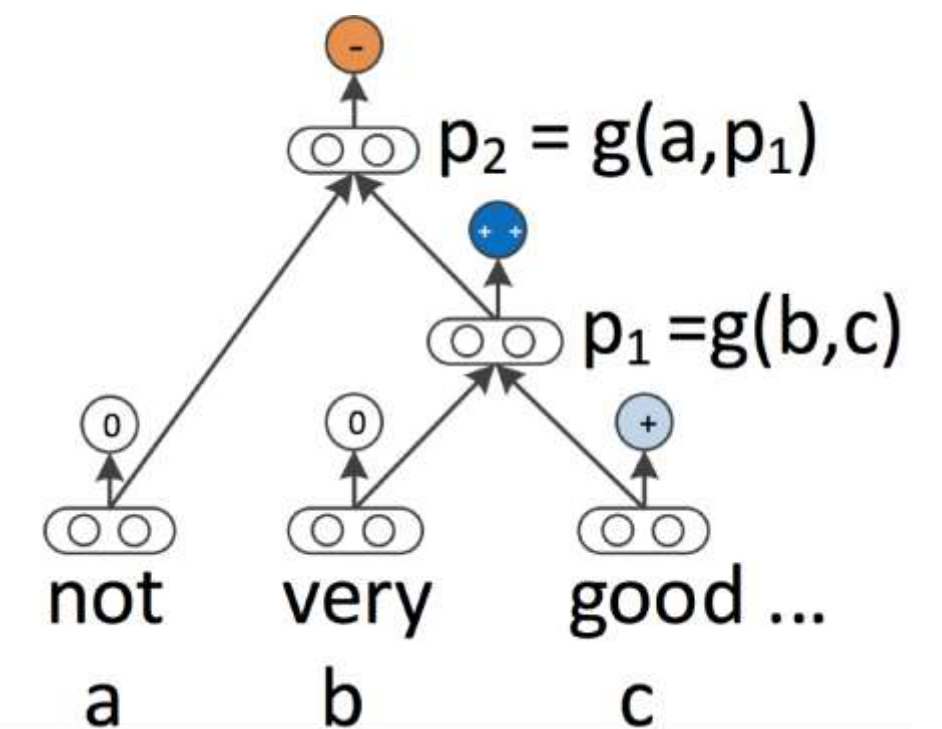 -
p₂ = g(a,p₁)
+ +
p₁ =g(b,c)
0 0 +
not very good ...
a b c